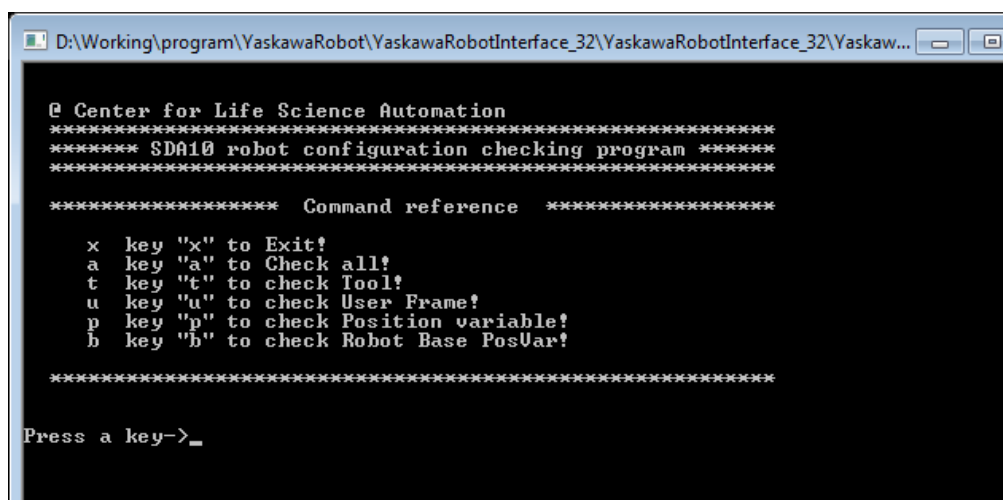 D:\Working\program\YaskawaRobot\YaskawaRobotInterface_32\YaskawaRobotInterface_32\Yaskaw...
@ Center for Life Science Automation
*********************************************************
******* SDA10 robot configuration checking program ******
*********************************************************
****************** Command reference ******************
x key "x" to Exit!
a key "a" to Check all!
t key "t" to check Tool!
u key "u" to check User Frame!
p key "p" to check Position variable!
b key "b" to check Robot Base PosVar!
*********************************************************
Press a key->_